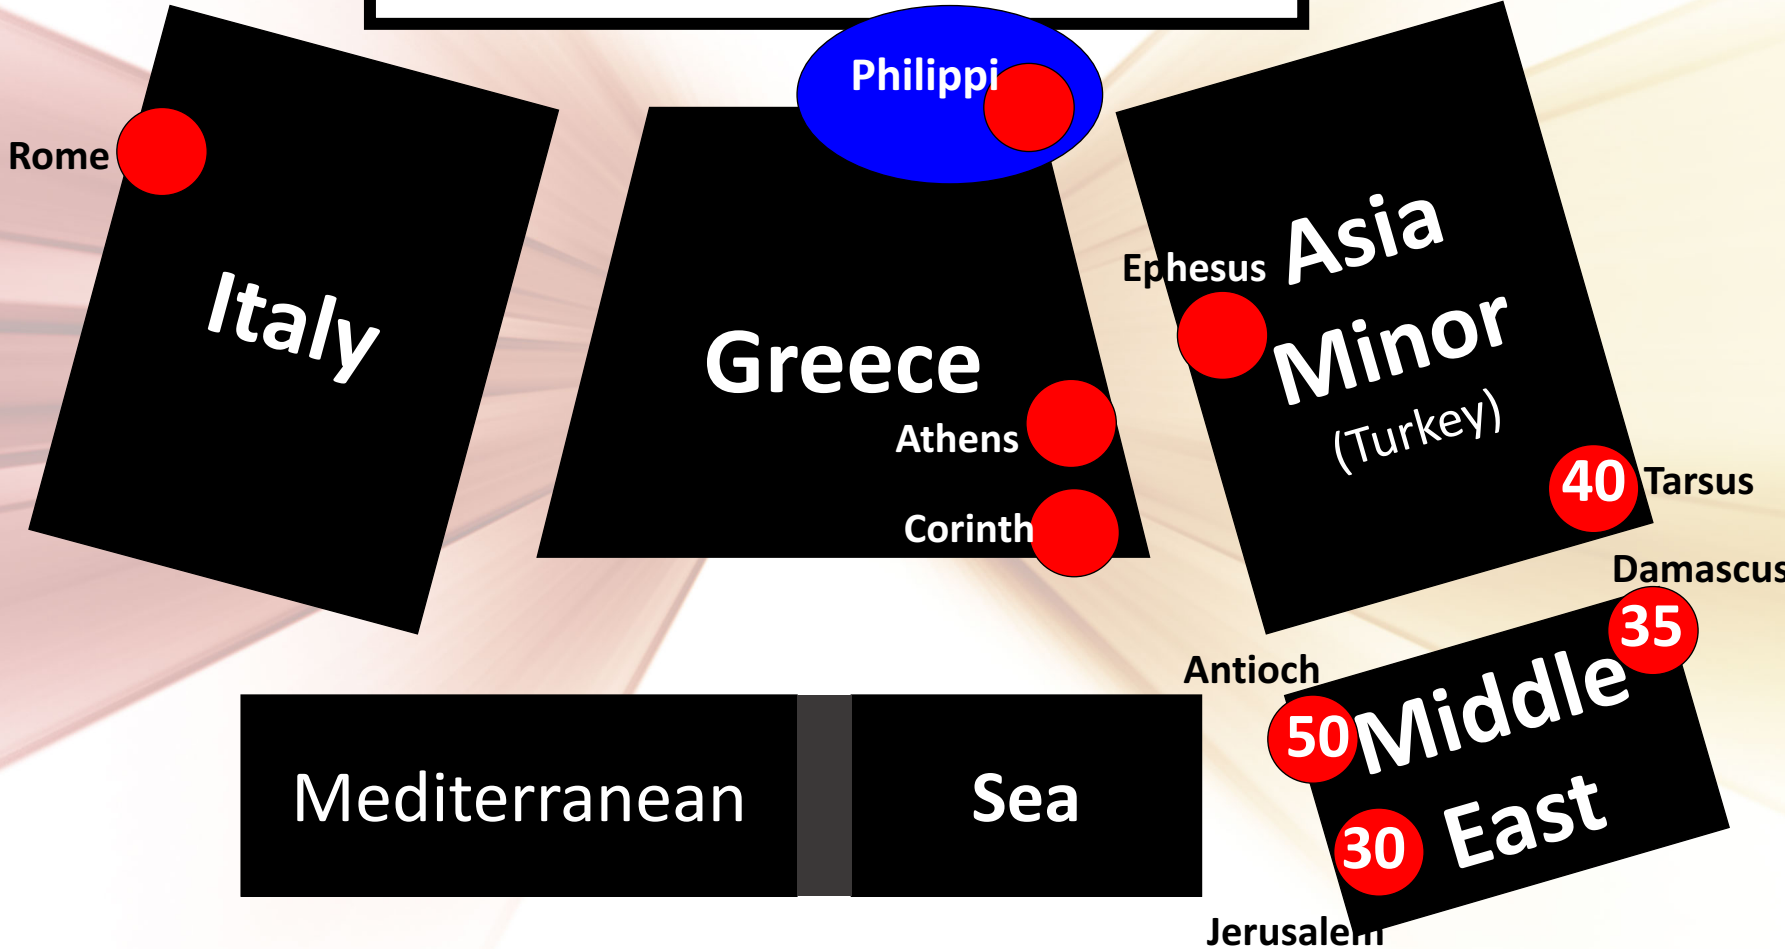 Philippi
Rome
Italy
Greece
Athens
Corinth
Ephesus
Asia
Minor
(Turkey)
40 Tarsus
Damascus
35
Antioch
50
Middle
East
30
Jerusalem
Mediterranean Sea